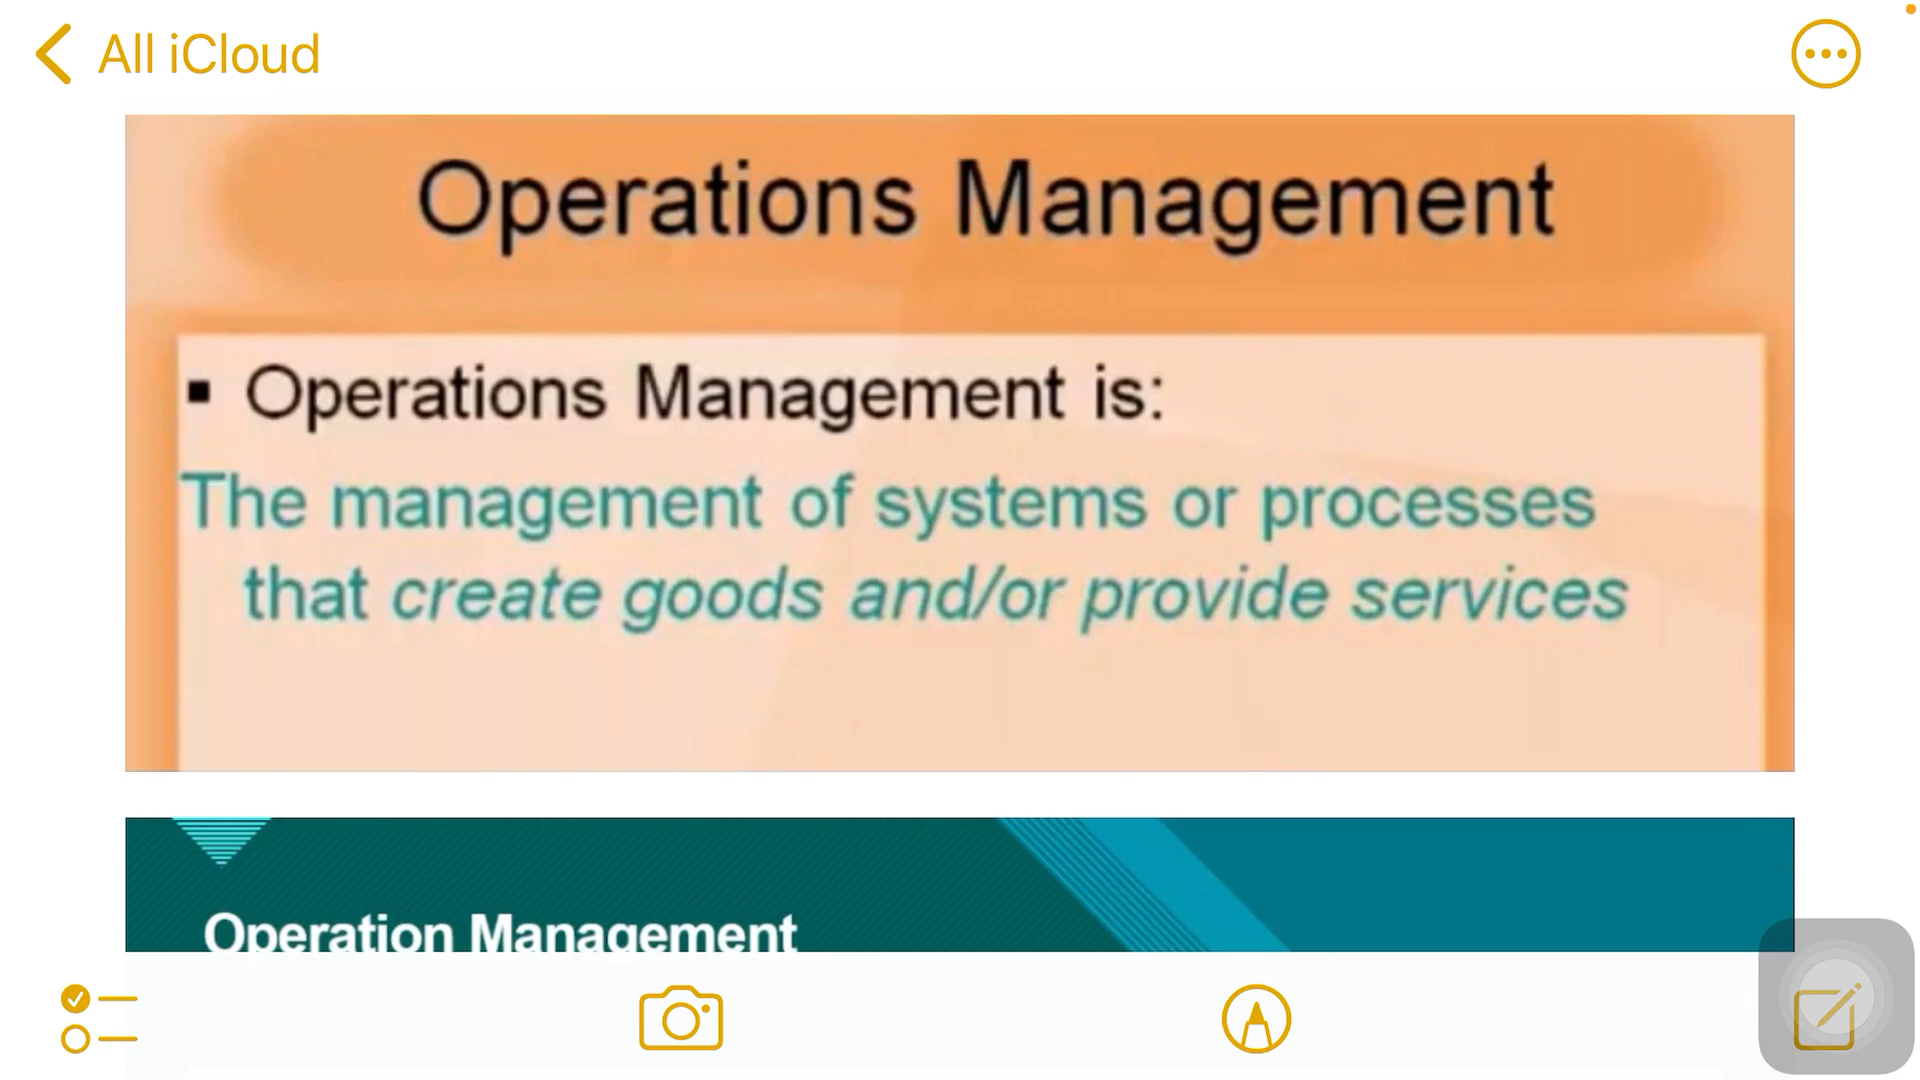 All iCloud
Operations Management
▪ Operations Management is:
The management of systems or processes
that create goods and/or provide services
Operation Management